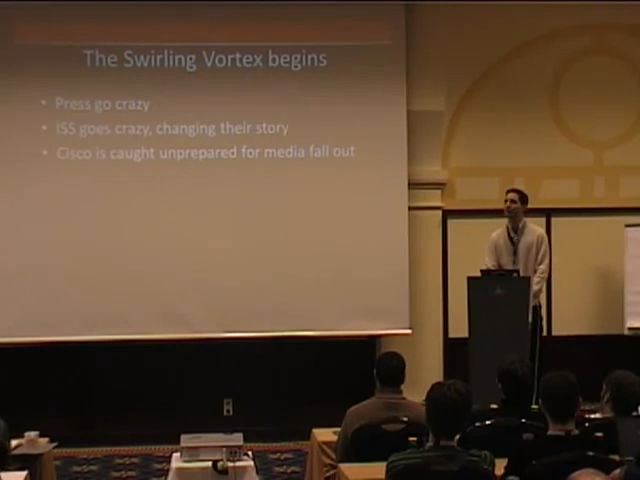 The Swirling Vortex begins
• Press go crazy
• ISS goes crazy, changing their story
• Cisco is caught unprepared for media fall out